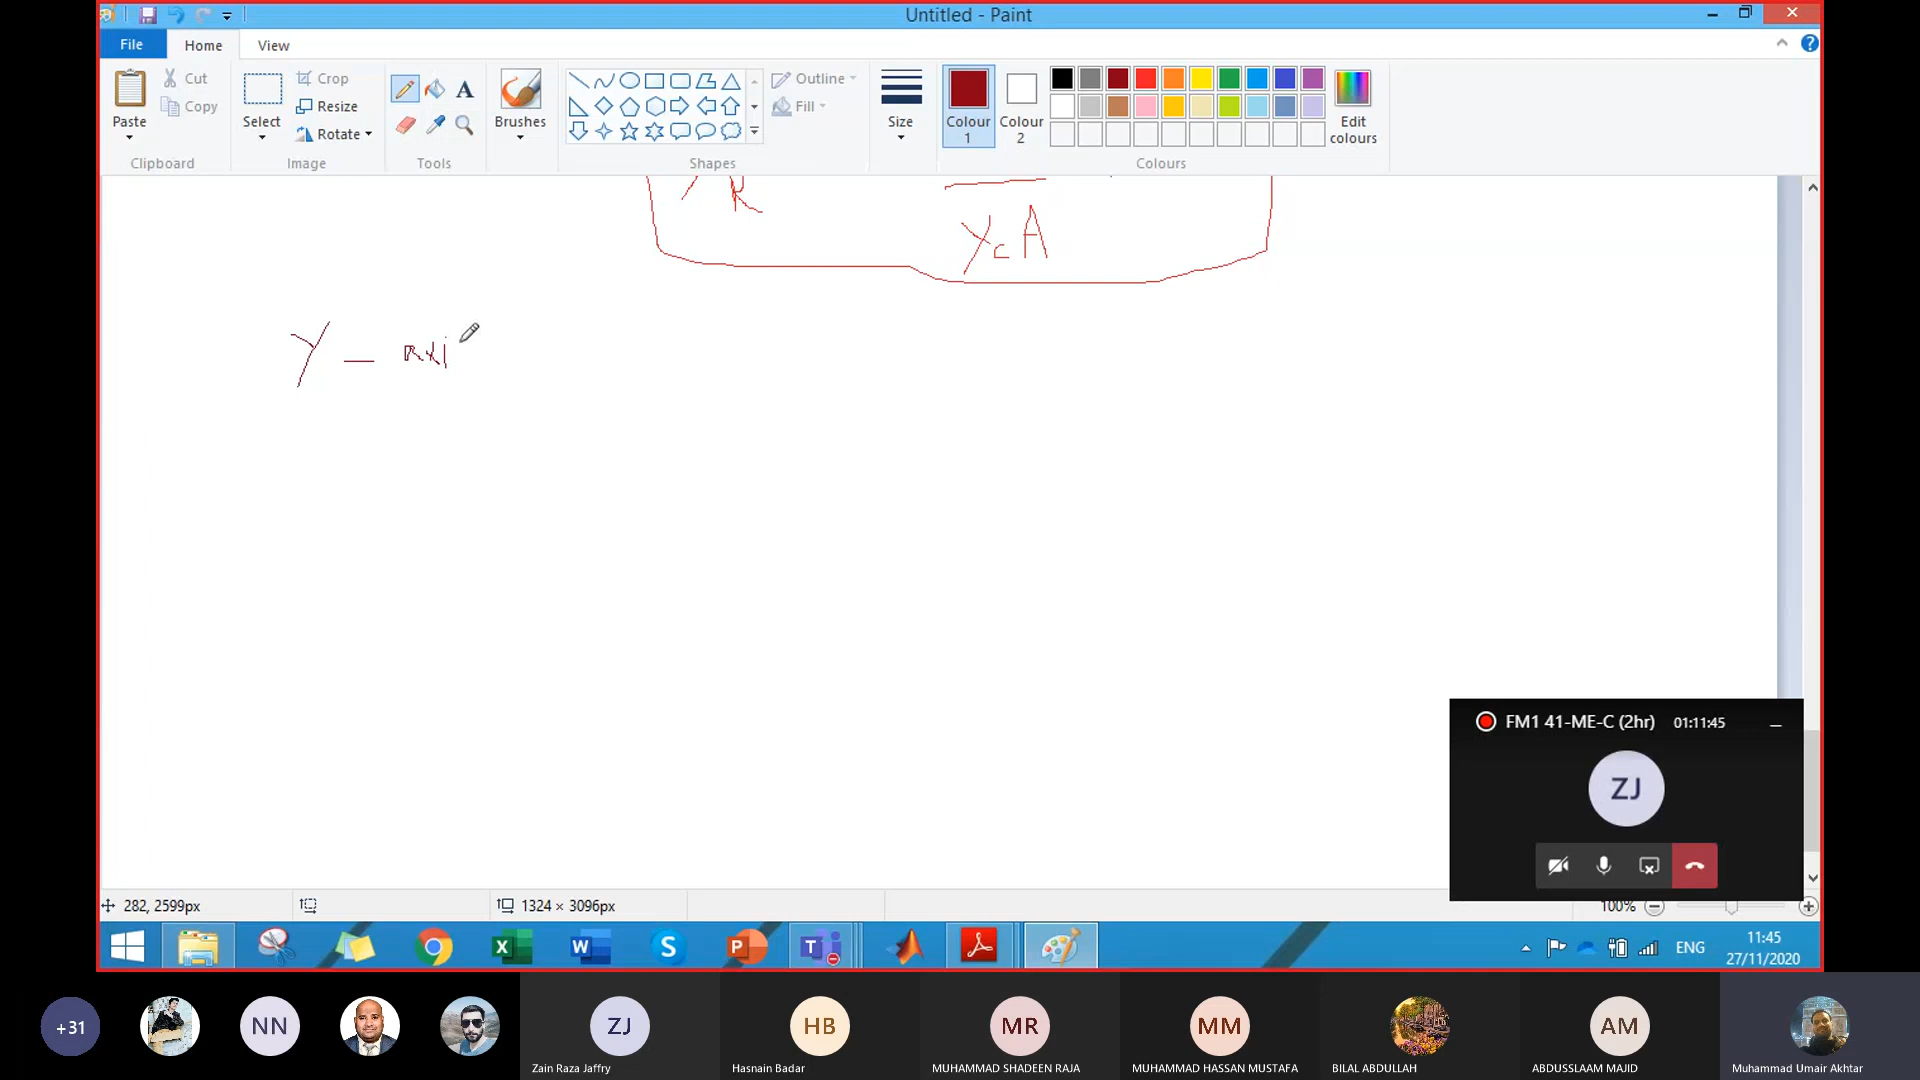 Untitled - Paint
File Home View
Cut
Copy
Paste
Clipboard
Crop
Resize
Rotate
Select
Image
A
Tools
Brushes
Outline
Fill
Shapes
Size
Colour 1
Colour 2
Edit colours
Colours
yR
ycA
Y - axi
FM1 41-ME-C (2hr) 01:11:45
ZJ
282, 2599px
1324 × 3096px
100%
ENG
11:45
27/11/2020
+31
NN
ZJ
Zain Raza Jaffry
HB
Hasnain Badar
MR
MUHAMMAD SHADEEN RAJA
MM
MUHAMMAD HASSAN MUSTAFA
BILAL ABDULLAH
AM
ABDUSSLAAM MAJID
Muhammad Umair Akhtar